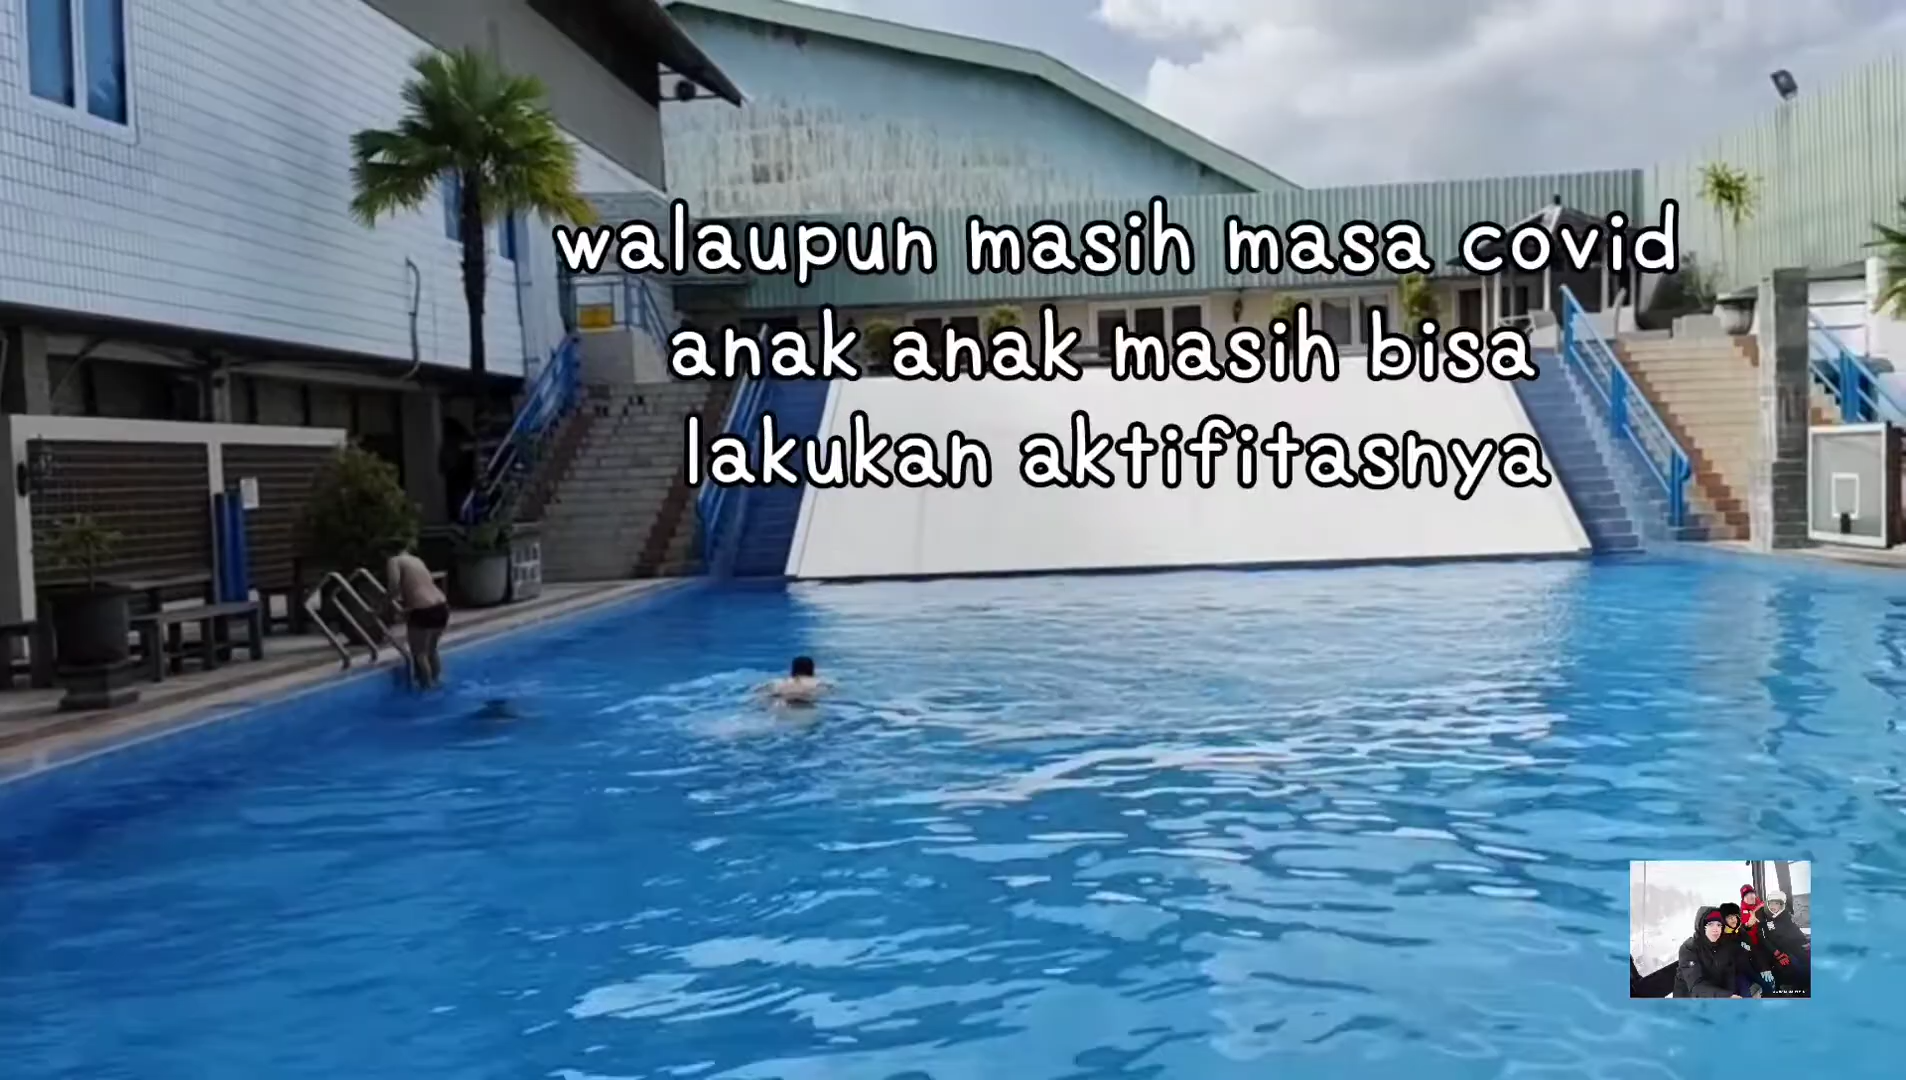 walaupun masih masa covid
anak anak masih bisa
lakukan aktifitasnya